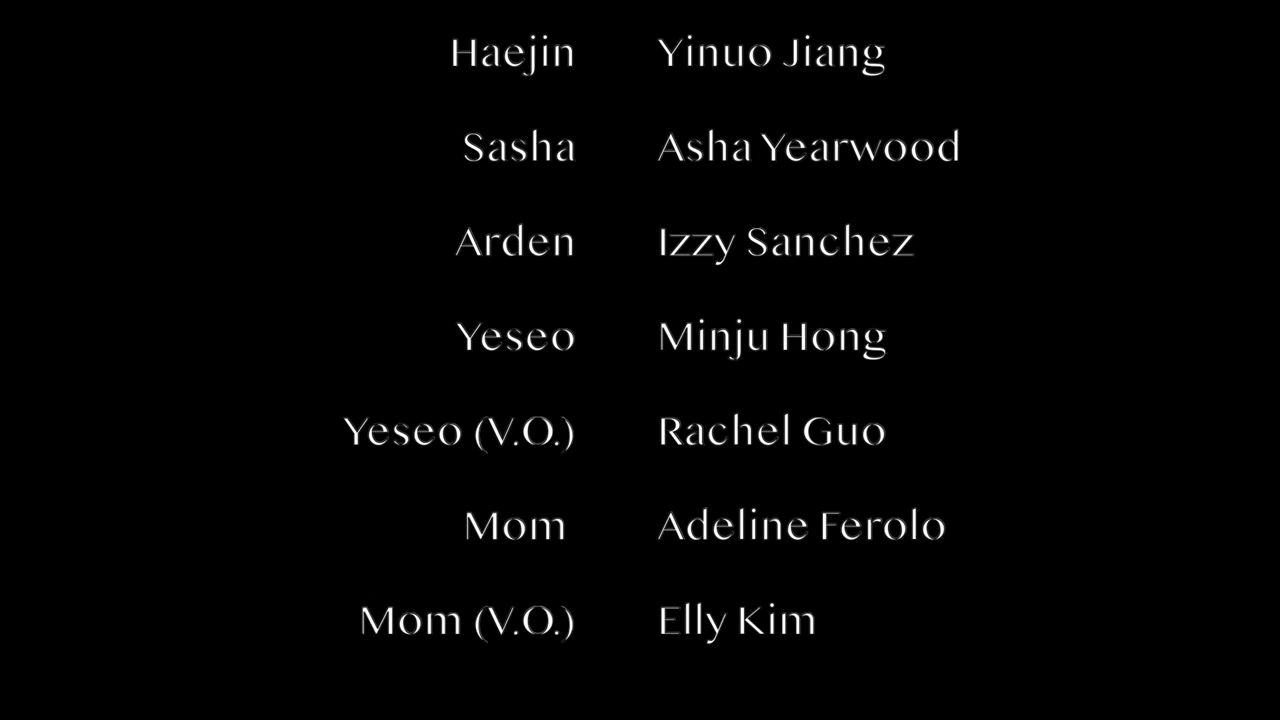 Haejin Yinuo Jiang
Sasha Asha Yearwood
Arden Izzy Sanchez
Yeseo Minju Hong
Yeseo (V.O.) Rachel Guo
Mom Adeline Ferolo
Mom (V.O.) Elly Kim